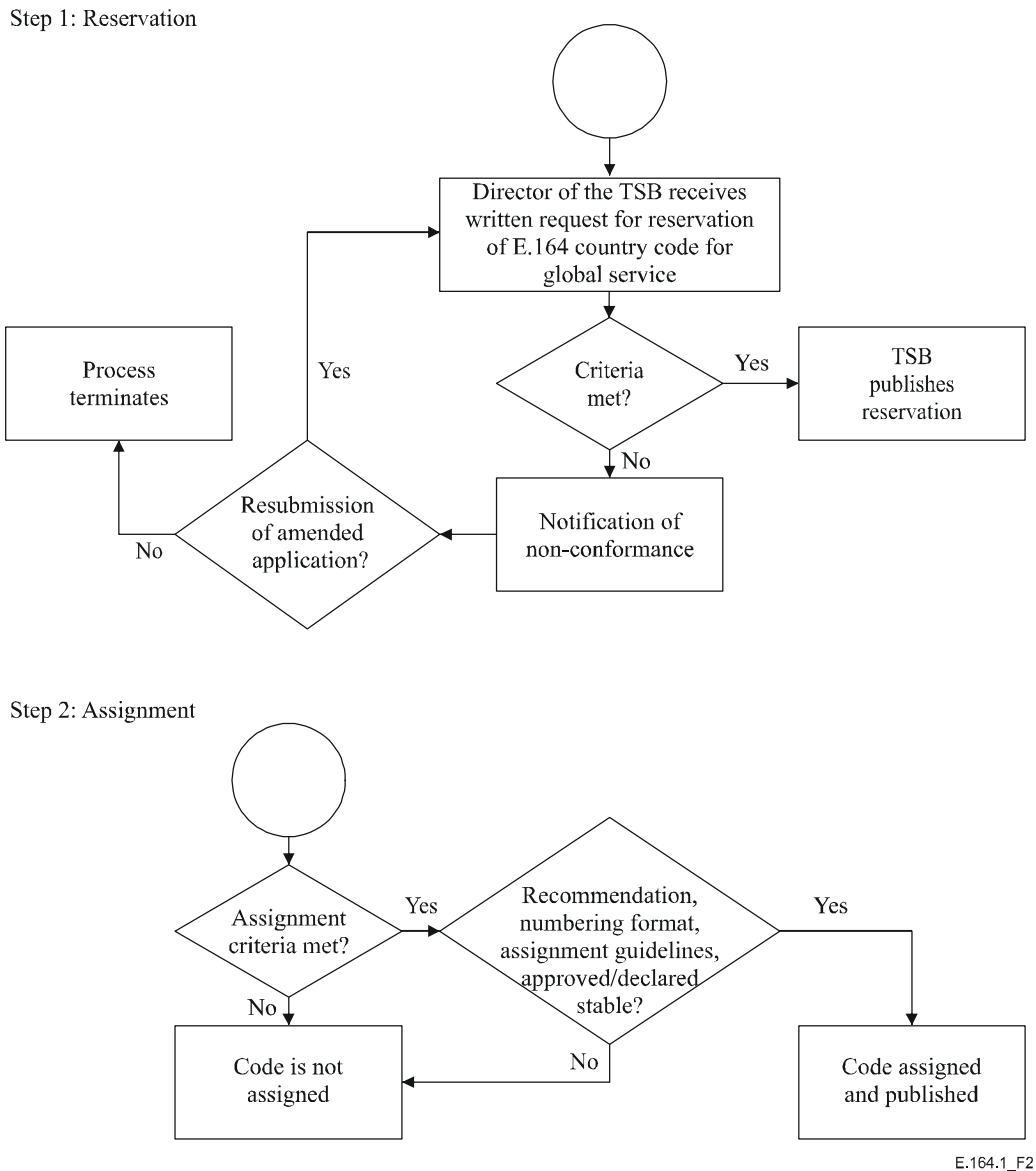 Step 1: Reservation
Director of the TSB receives
written request for reservation
of E.164 country code for
global service
Process
terminates
Yes
Criteria
met?
Yes
TSB
publishes
reservation
No
Resubmission
of amended
application?
No
Notification of
non-conformance
Step 2: Assignment
Assignment
criteria met?
Yes
Recommendation,
numbering format,
assignment guidelines,
approved/declared
stable?
Yes
No
Code is not
assigned
No
Code assigned
and published
E.164.1_F2